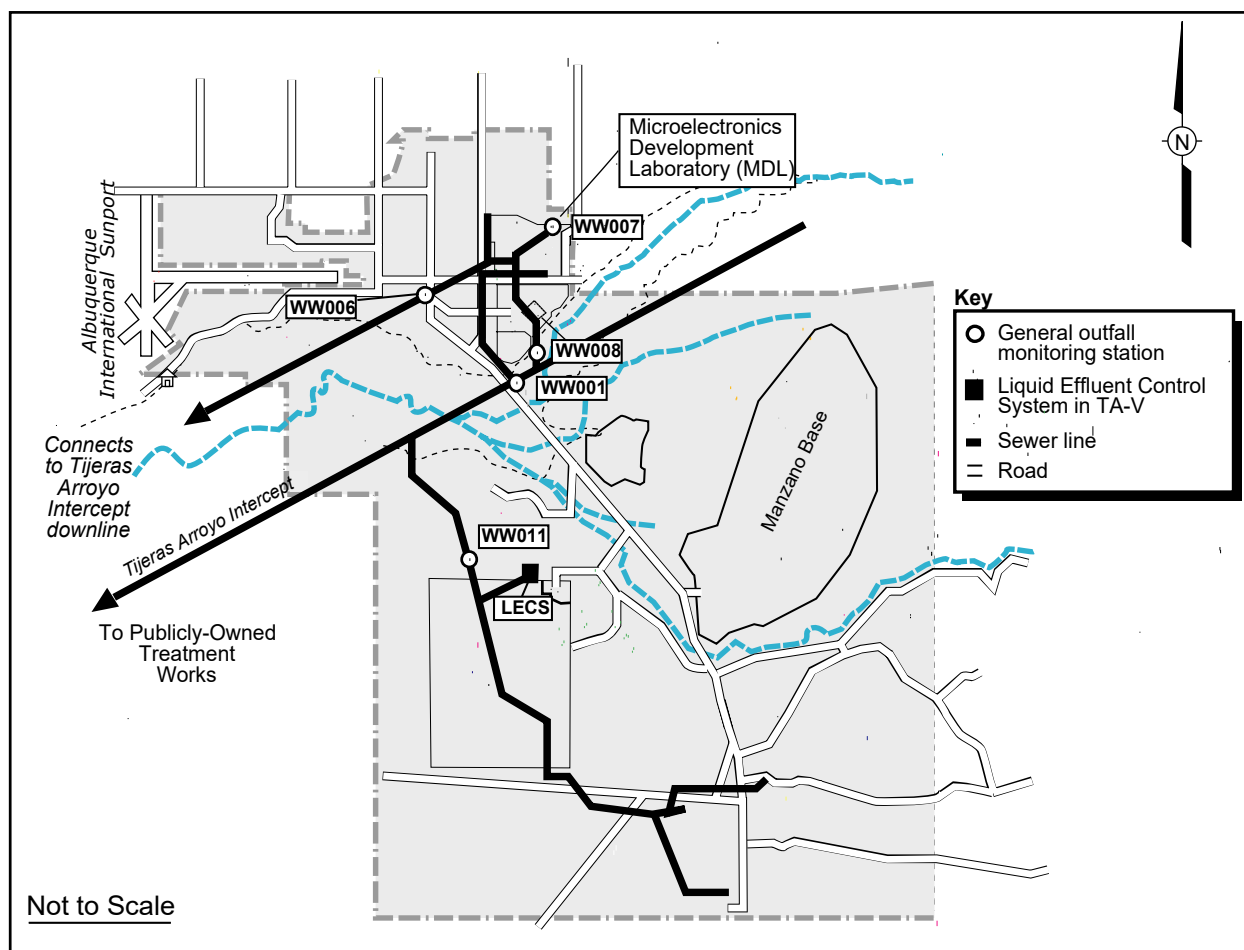 Microelectronics
Development
Laboratory (MDL)
N
WW007
Albuquerque
International Sunport
WW006
Key
General outfall
monitoring station
Liquid Effluent Control
System in TA-V
Sewer line
Road
WW008
WW001
Connects
to Tijeras
Arroyo
Intercept
downline
Manzano Base
Tijeras Arroyo Intercept
WW011
LECS
To Publicly-Owned
Treatment
Works
Not to Scale